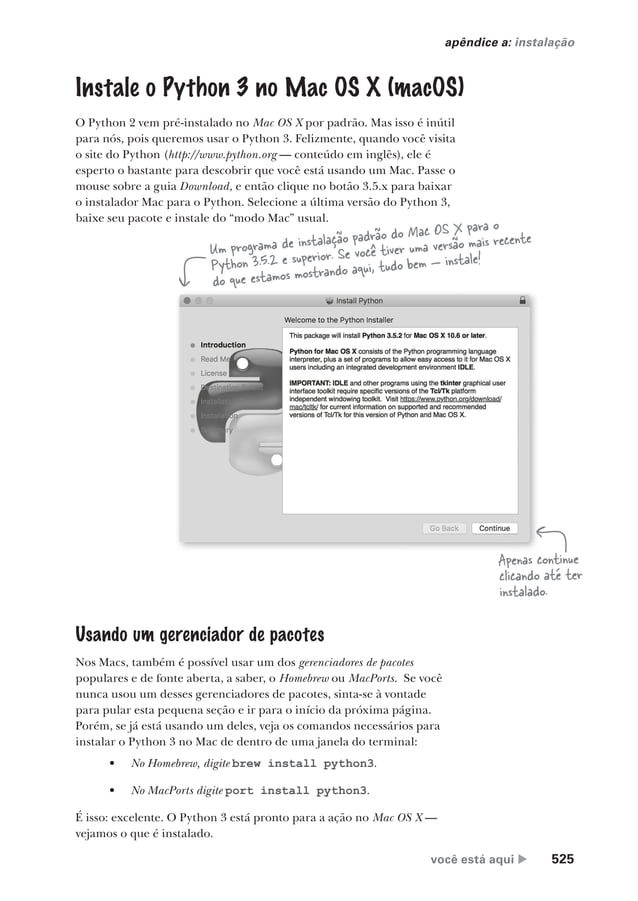 apêndice a: instalação
Instale o Python 3 no Mac OS X (macOS)
O Python 2 vem pré-instalado no Mac OS X por padrão. Mas isso é inútil
para nós, pois queremos usar o Python 3. Felizmente, quando você visita
o site do Python (http://www.python.org — conteúdo em inglês), ele é
esperto o bastante para descobrir que você está usando um Mac. Passe o
mouse sobre a guia Download, e então clique no botão 3.5.x para baixar
o instalador Mac para o Python. Selecione a última versão do Python 3,
baixe seu pacote e instale do “modo Mac” usual.
Um programa de instalação padrão do Mac OS X para o
Python 3.5.2 e superior. Se você tiver uma versão mais recente
do que estamos mostrando aqui, tudo bem — instale!
Install Python
Welcome to the Python Installer
Introduction
Read Me
License
Installation
This package will install Python 3.5.2 for Mac OS X 10.6 or later.
Python for Mac OS X consists of the Python programming language
interpreter, plus a set of programs to allow easy access to it for Mac OS X
users including an integrated development environment IDLE.
IMPORTANT: IDLE and other programs using the tkinter graphical user
interface toolkit require specific versions of the Tcl/Tk platform
independent windowing toolkit. Visit https://www.python.org/download/
mac/tcltk/ for current information on supported and recommended
versions of Tcl/Tk for this version of Python and Mac OS X.
Go Back
Continue
Apenas continue
clicando até ter
instalado.
Usando um gerenciador de pacotes
Nos Macs, também é possível usar um dos gerenciadores de pacotes
populares e de fonte aberta, a saber, o Homebrew ou MacPorts. Se você
nunca usou um desses gerenciadores de pacotes, sinta-se à vontade
para pular esta pequena seção e ir para o início da próxima página.
Porém, se já está usando um deles, veja os comandos necessários para
instalar o Python 3 no Mac de dentro de uma janela do terminal:
• No Homebrew, digite brew install python3.
• No MacPorts digite port install python3.
É isso: excelente. O Python 3 está pronto para a ação no Mac OS X —
vejamos o que é instalado.
você está aqui ▶ 525